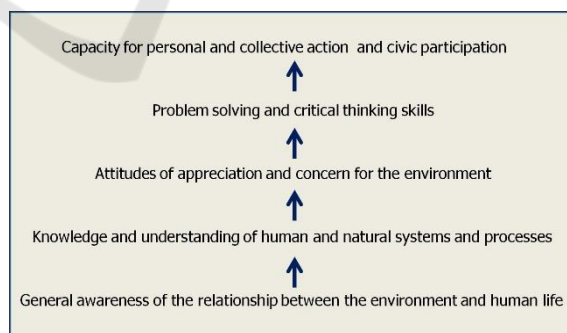 Capacity for personal and collective action and civic participation
Problem solving and critical thinking skills
Attitudes of appreciation and concern for the environment
Knowledge and understanding of human and natural systems and processes
General awareness of the relationship between the environment and human life